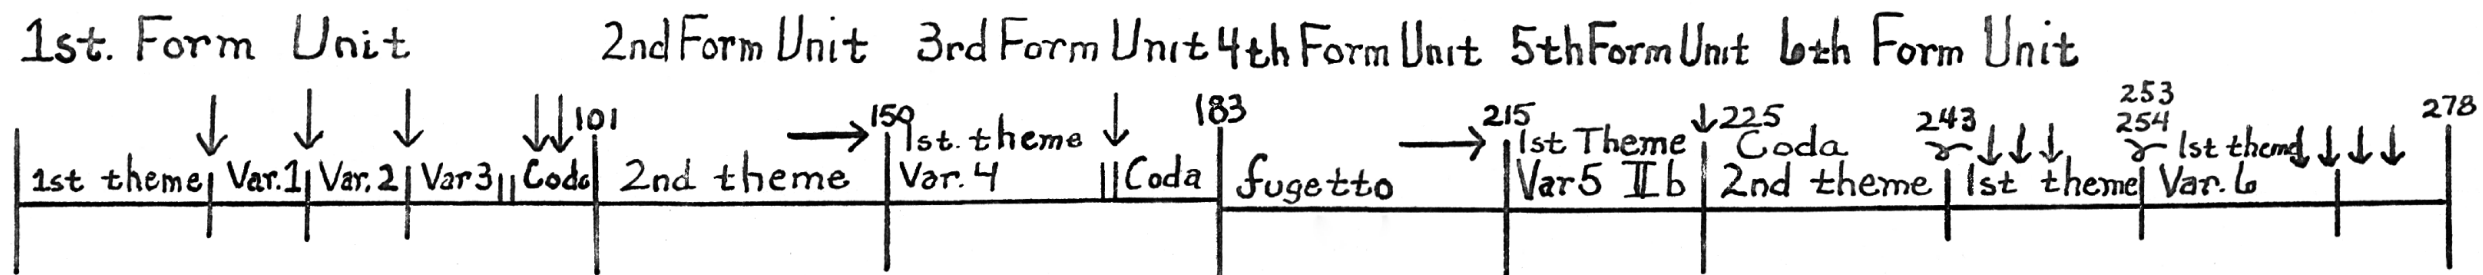 1st. Form Unit 2nd Form Unit 3rd Form Unit 4th Form Unit 5th Form Unit 6th Form Unit
101 150 183 215 225 243 253 278
254
1st. theme 1st Theme Coda 1st theme
1st theme Var.1 Var. 2 Var 3 Coda 2nd theme Var. 4 Coda fugetto Var 5 IIb 2nd theme 1st theme Var. 6